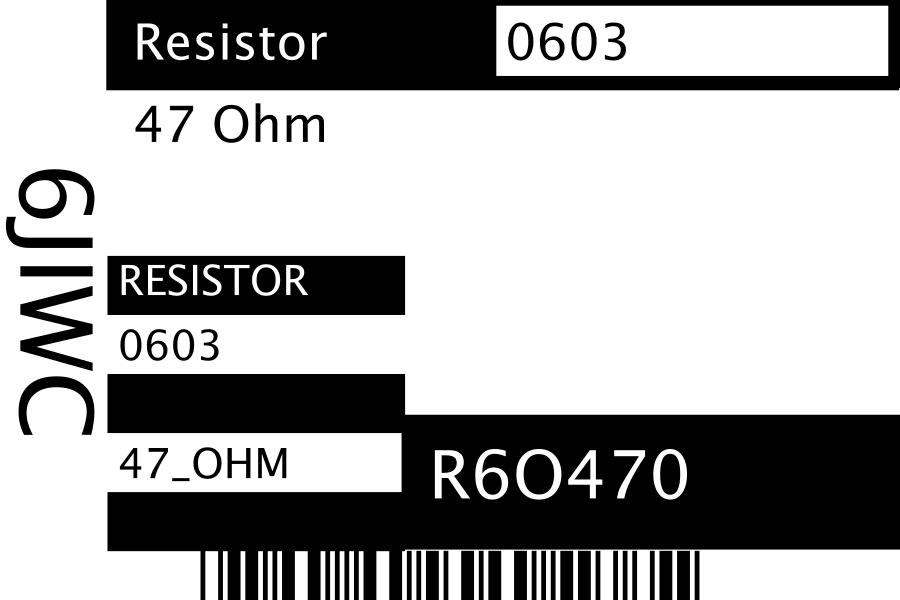 Resistor 0603
47 Ohm
6JIWC
RESISTOR
0603
47_OHM
R6O470